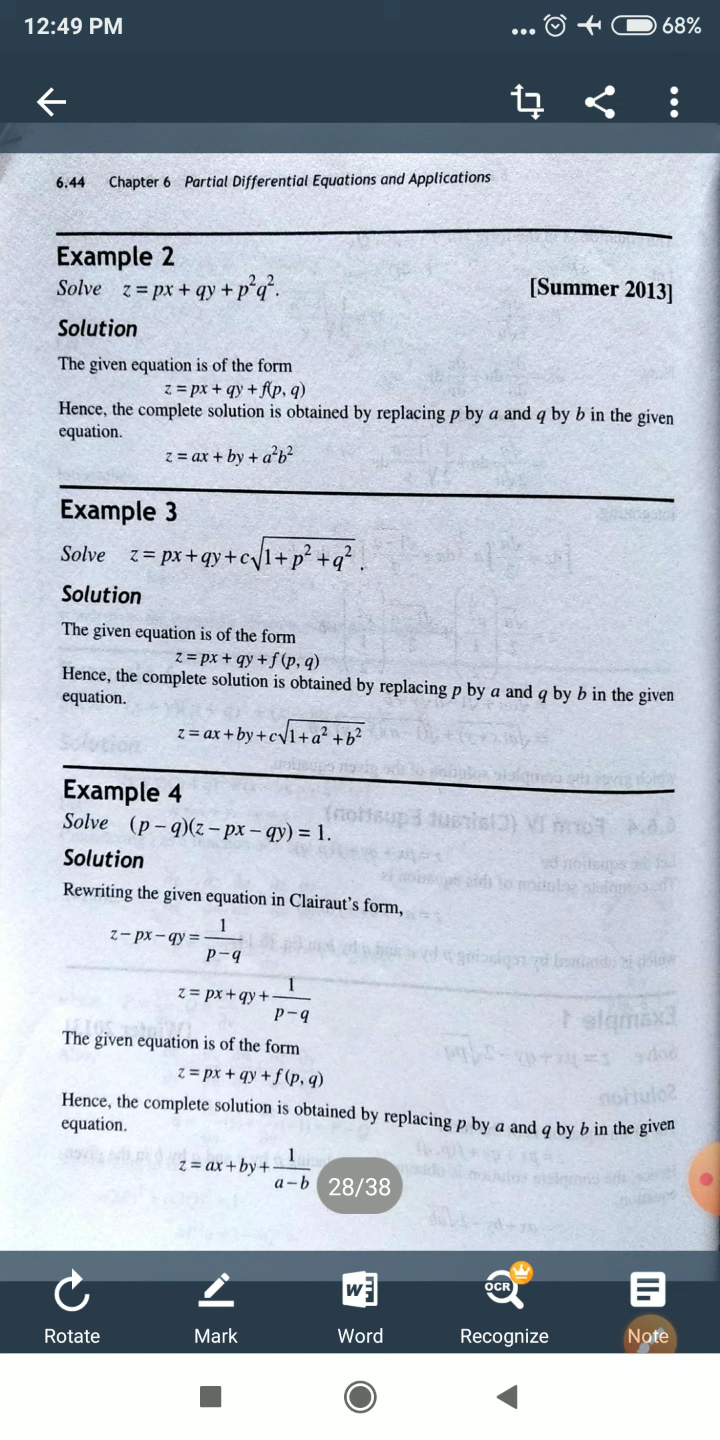 12:49 PM
68%
6.44 Chapter 6 Partial Differential Equations and Applications
Example 2
Solve z = px + qy + p²q². [Summer 2013]
Solution
The given equation is of the form
z = px + qy + f(p, q)
Hence, the complete solution is obtained by replacing p by a and q by b in the given
equation.
z = ax + by + a²b²
Example 3
Solve z = px + qy + c√(1 + p² + q²).
Solution
The given equation is of the form
z = px + qy + f (p, q)
Hence, the complete solution is obtained by replacing p by a and q by b in the given
equation.
z = ax + by + c√(1 + a² + b²)
Example 4
Solve (p − q)(z − px − qy) = 1.
Solution
Rewriting the given equation in Clairaut's form,
z − px − qy = 1/(p − q)
z = px + qy + 1/(p − q)
The given equation is of the form
z = px + qy + f (p, q)
Hence, the complete solution is obtained by replacing p by a and q by b in the given
equation.
z = ax + by + 1/(a − b)
28/38
OCR
Rotate Mark Word Recognize Note